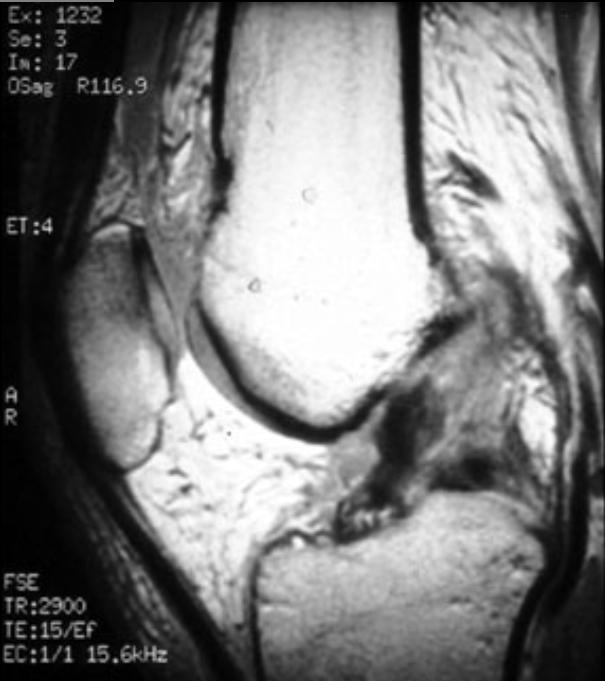 Ex: 1232
Se: 3
Im: 17
OSag R116.9
ET:4
A
R
FSE
TR:2900
TE:15/Ef
EC:1/1 15.6kHz